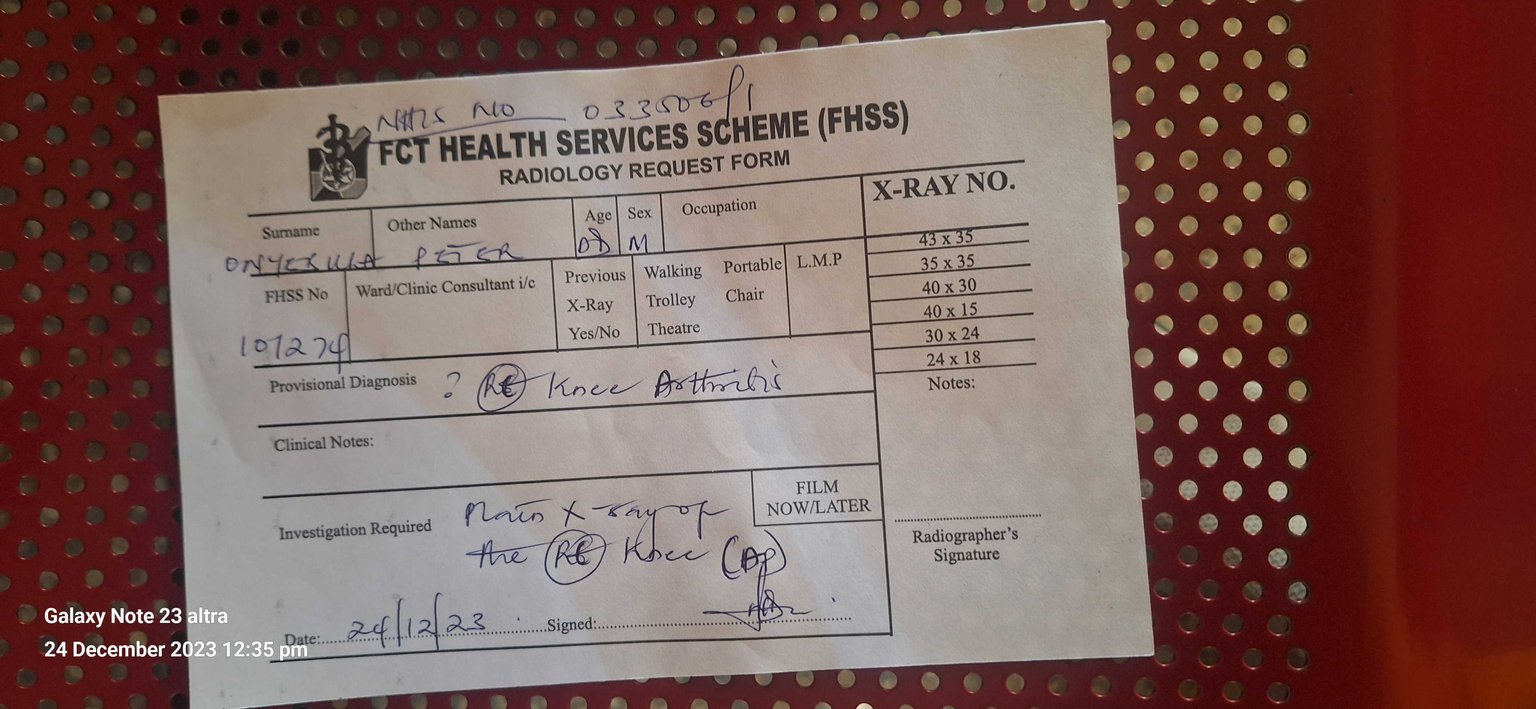 NHIS NO 033506/1
FCT HEALTH SERVICES SCHEME (FHSS)
RADIOLOGY REQUEST FORM
X-RAY NO.
Surname
Other Names
Age
Sex
Occupation
PETER
M
FHSS No
Ward/Clinic Consultant i/c
Previous
X-Ray
Yes/No
Walking
Trolley
Theatre
Portable
Chair
L.M.P
43 x 35
35 x 35
40 x 30
40 x 15
30 x 24
24 x 18
Notes:
Provisional Diagnosis ? Rt Knee Arthritis
Clinical Notes:
FILM
NOW/LATER
Investigation Required Plain X-ray of
the Rt Knee (AP)
Radiographer's
Signature
Date: 24/12/23 Signed:
Galaxy Note 23 altra
24 December 2023 12:35 pm